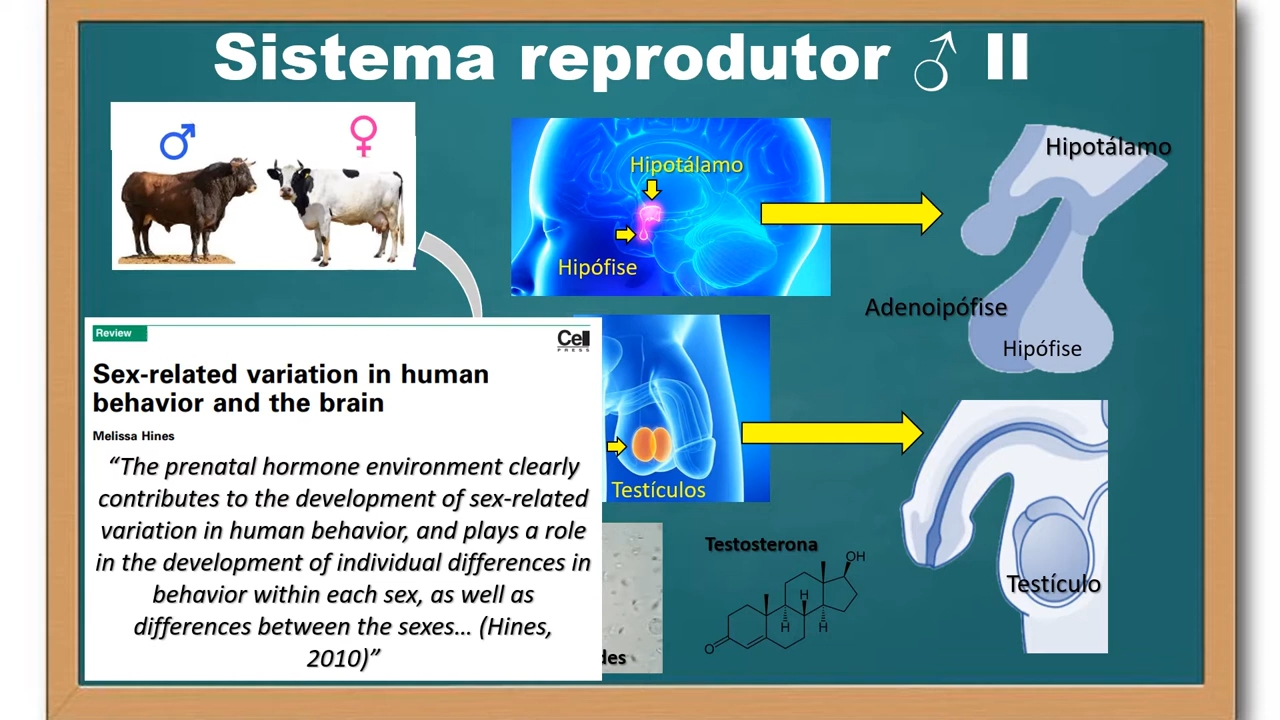 Sistema reprodutor ♂ II
♂
♀
Hipotálamo
Hipófise
Hipotálamo
Adenoipófise
Hipófise
Review
Cell
PRESS
Sex-related variation in human
behavior and the brain
Melissa Hines
“The prenatal hormone environment clearly
contributes to the development of sex-related
variation in human behavior, and plays a role
in the development of individual differences in
behavior within each sex, as well as
differences between the sexes… (Hines,
2010)”
Testículos
Testículo
des
Testosterona
OH
H
H
H
O